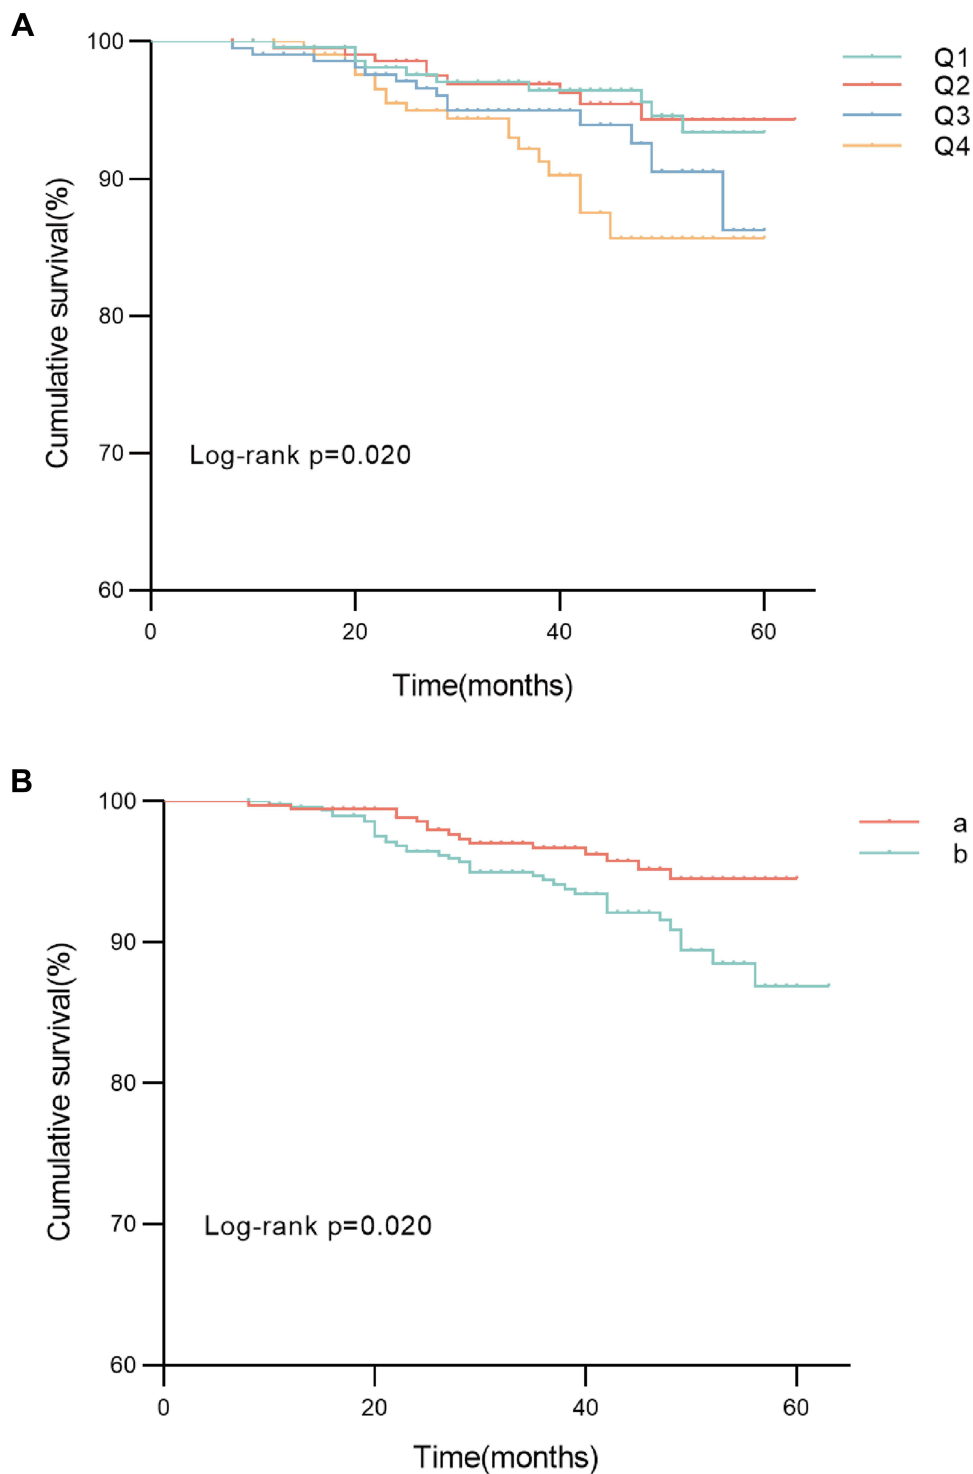 A
100
90
80
70
60
Cumulative survival(%)
Log-rank p=0.020
0 20 40 60
Time(months)
Q1
Q2
Q3
Q4
B
100
90
80
70
60
Cumulative survival(%)
Log-rank p=0.020
0 20 40 60
Time(months)
a
b